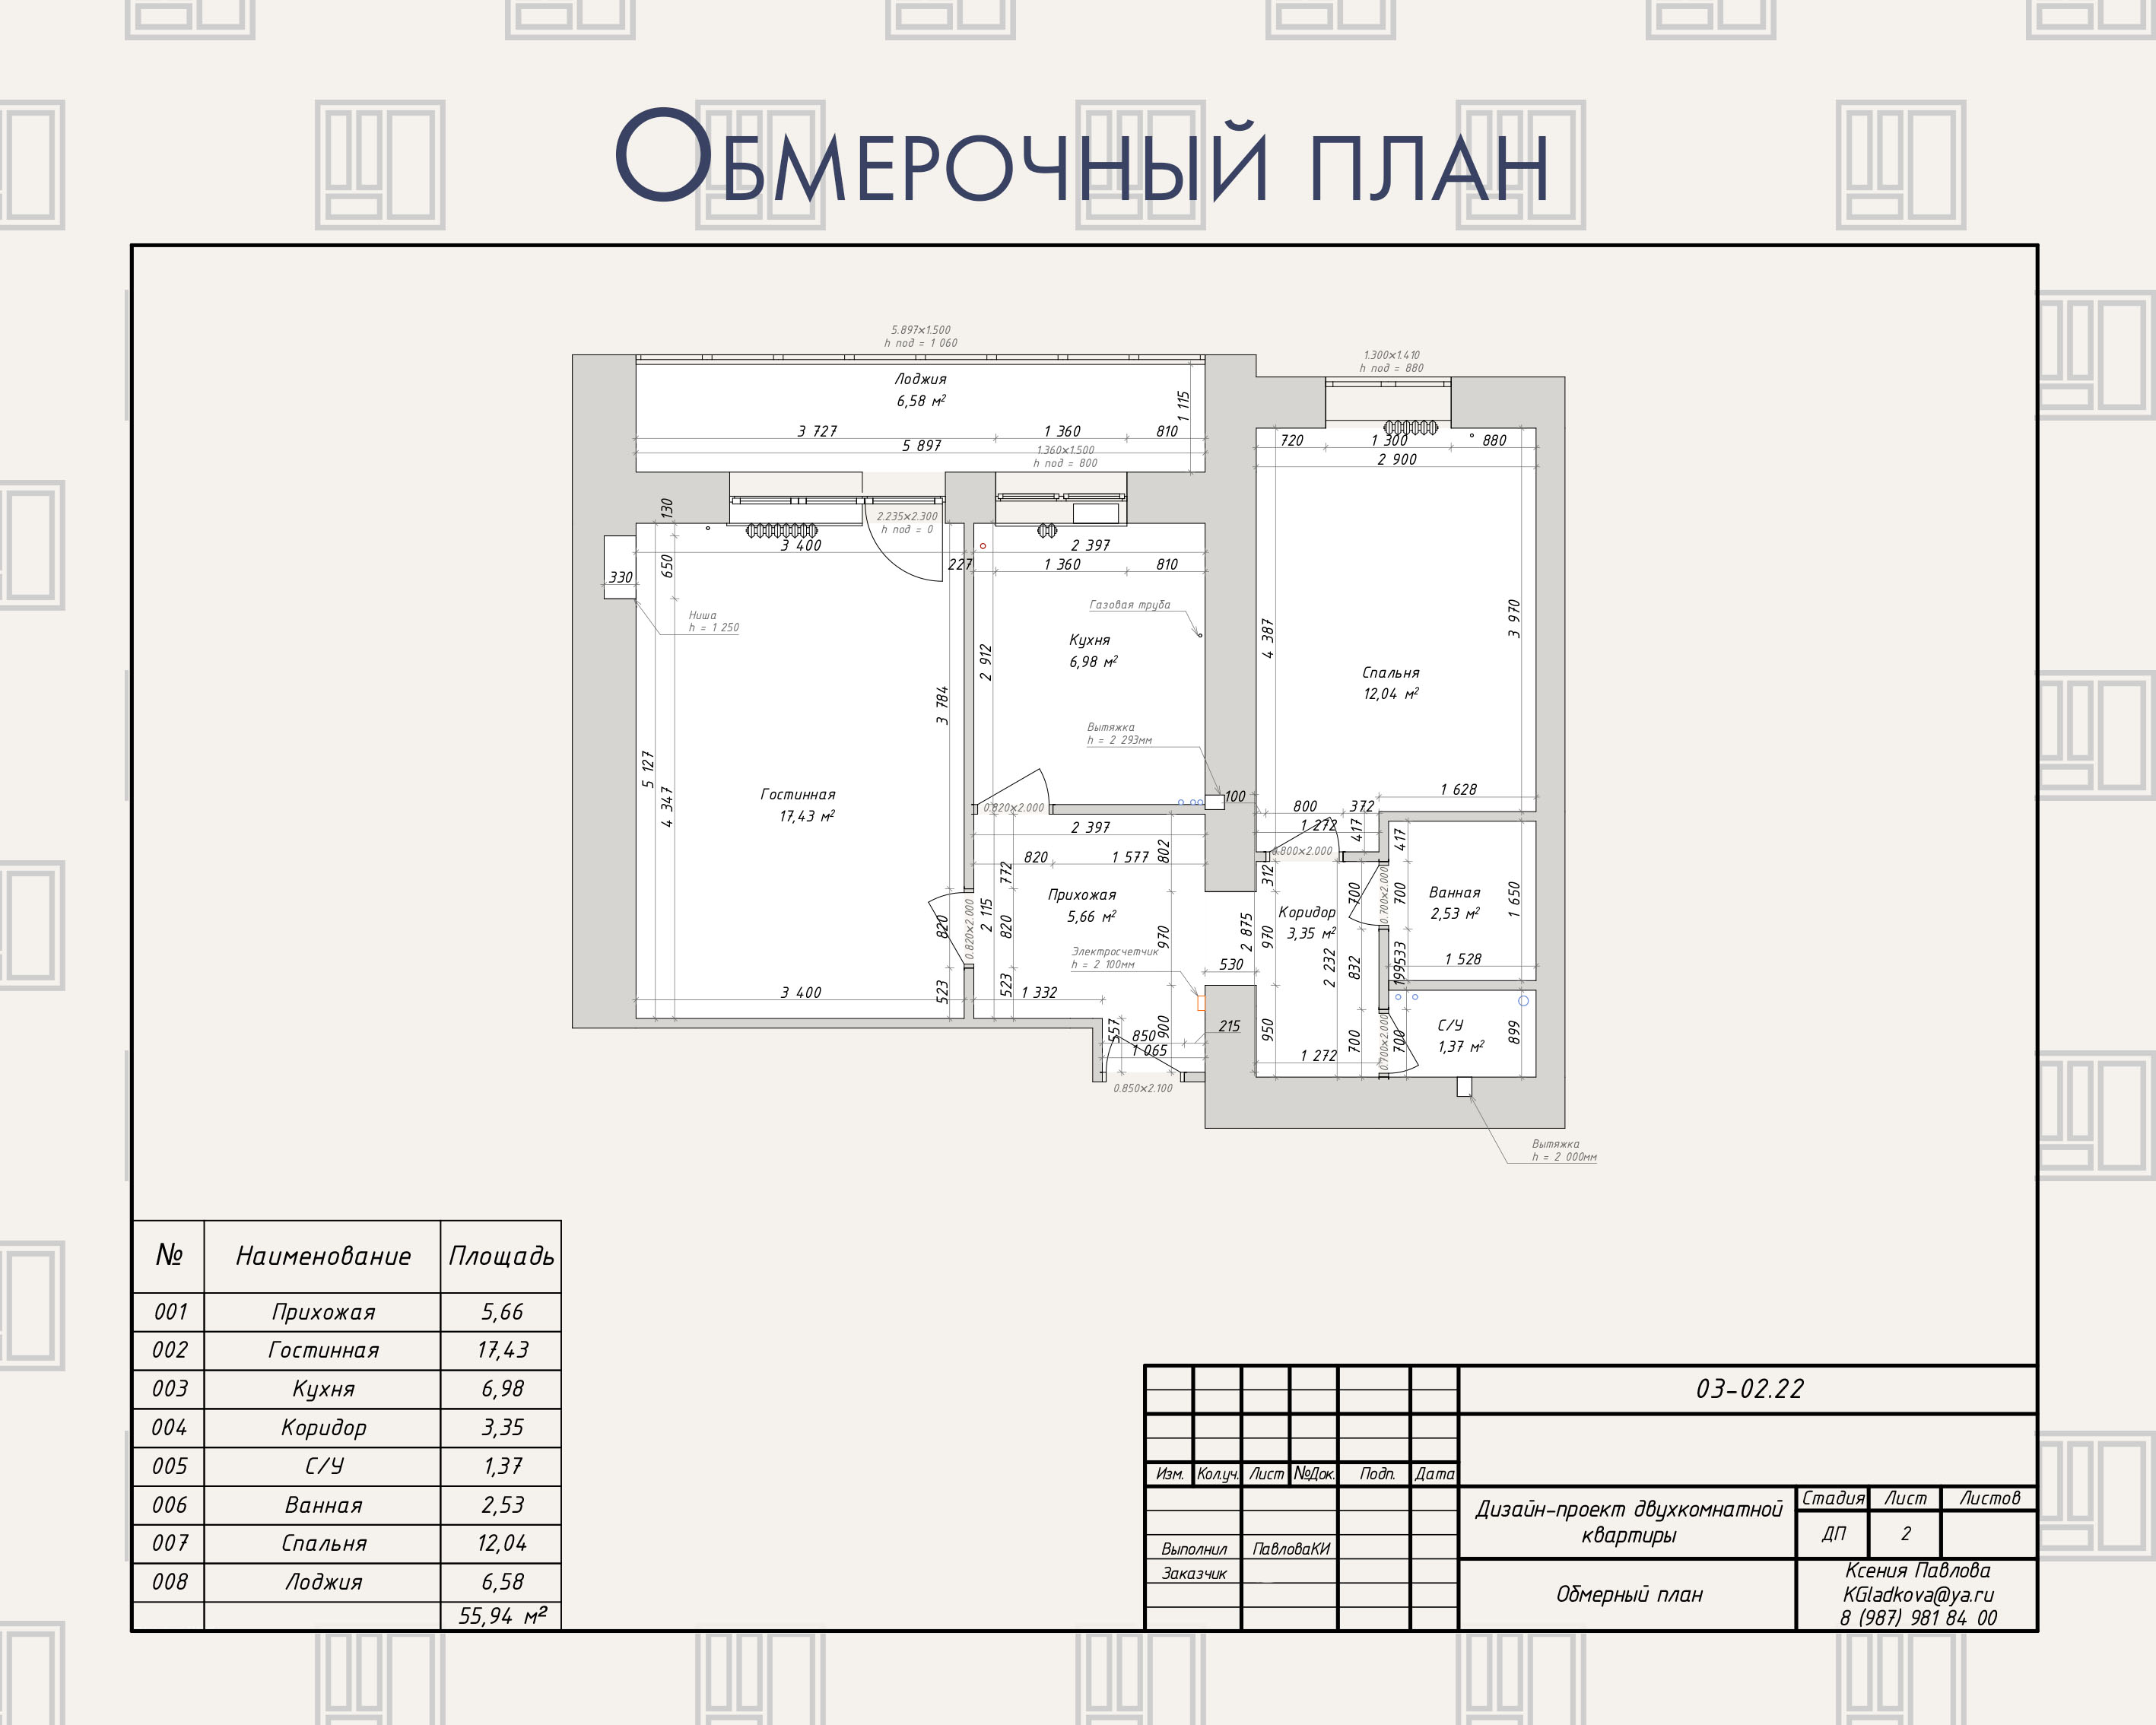 Обмерочный план
5.897×1.500
h под = 1 060
1.300×1.410
h под = 880
Лоджия
6,58 м²
1 115
3 727
1 360
810
5 897
1.360×1.500
h под = 800
720
1 300
880
2 900
130
2.235×2.300
h под = 0
3 400
2 397
227
1 360
810
650
330
Ниша
h = 1 250
Газовая труба
Кухня
6,98 м²
2 912
4 387
3 970
Спальня
12,04 м²
3 784
Вытяжка
h = 2 293мм
5 127
4 347
Гостинная
17,43 м²
1 628
100
800
372
0.820×2.000
2 397
1 272
417
417
820
1 577
802
0.800×2.000
772
312
700
0.700×2.000
700
Прихожая
5,66 м²
Ванная
2,53 м²
1 650
Коридор
3,35 м²
820
0.820×2.000
2 115
820
970
2 875
970
Электросчетчик
h = 2 100мм
530
2 232
832
533
199
1 528
3 400
523
523
1 332
557
850
900
215
950
1 065
1 272
700
0.700×2.000
700
С/У
1,37 м²
899
0.850×2.100
Вытяжка
h = 2 000мм
№ Наименование Площадь
001 Прихожая 5,66
002 Гостинная 17,43
003 Кухня 6,98
004 Коридор 3,35
005 С/У 1,37
006 Ванная 2,53
007 Спальня 12,04
008 Лоджия 6,58
55,94 м²
03-02.22
Изм. Кол.уч. Лист №Док. Подп. Дата
Дизайн-проект двухкомнатной
квартиры
Стадия Лист Листов
ДП 2
Выполнил ПавловаКИ
Заказчик
Обмерный план
Ксения Павлова
KGladkova@ya.ru
8 (987) 981 84 00